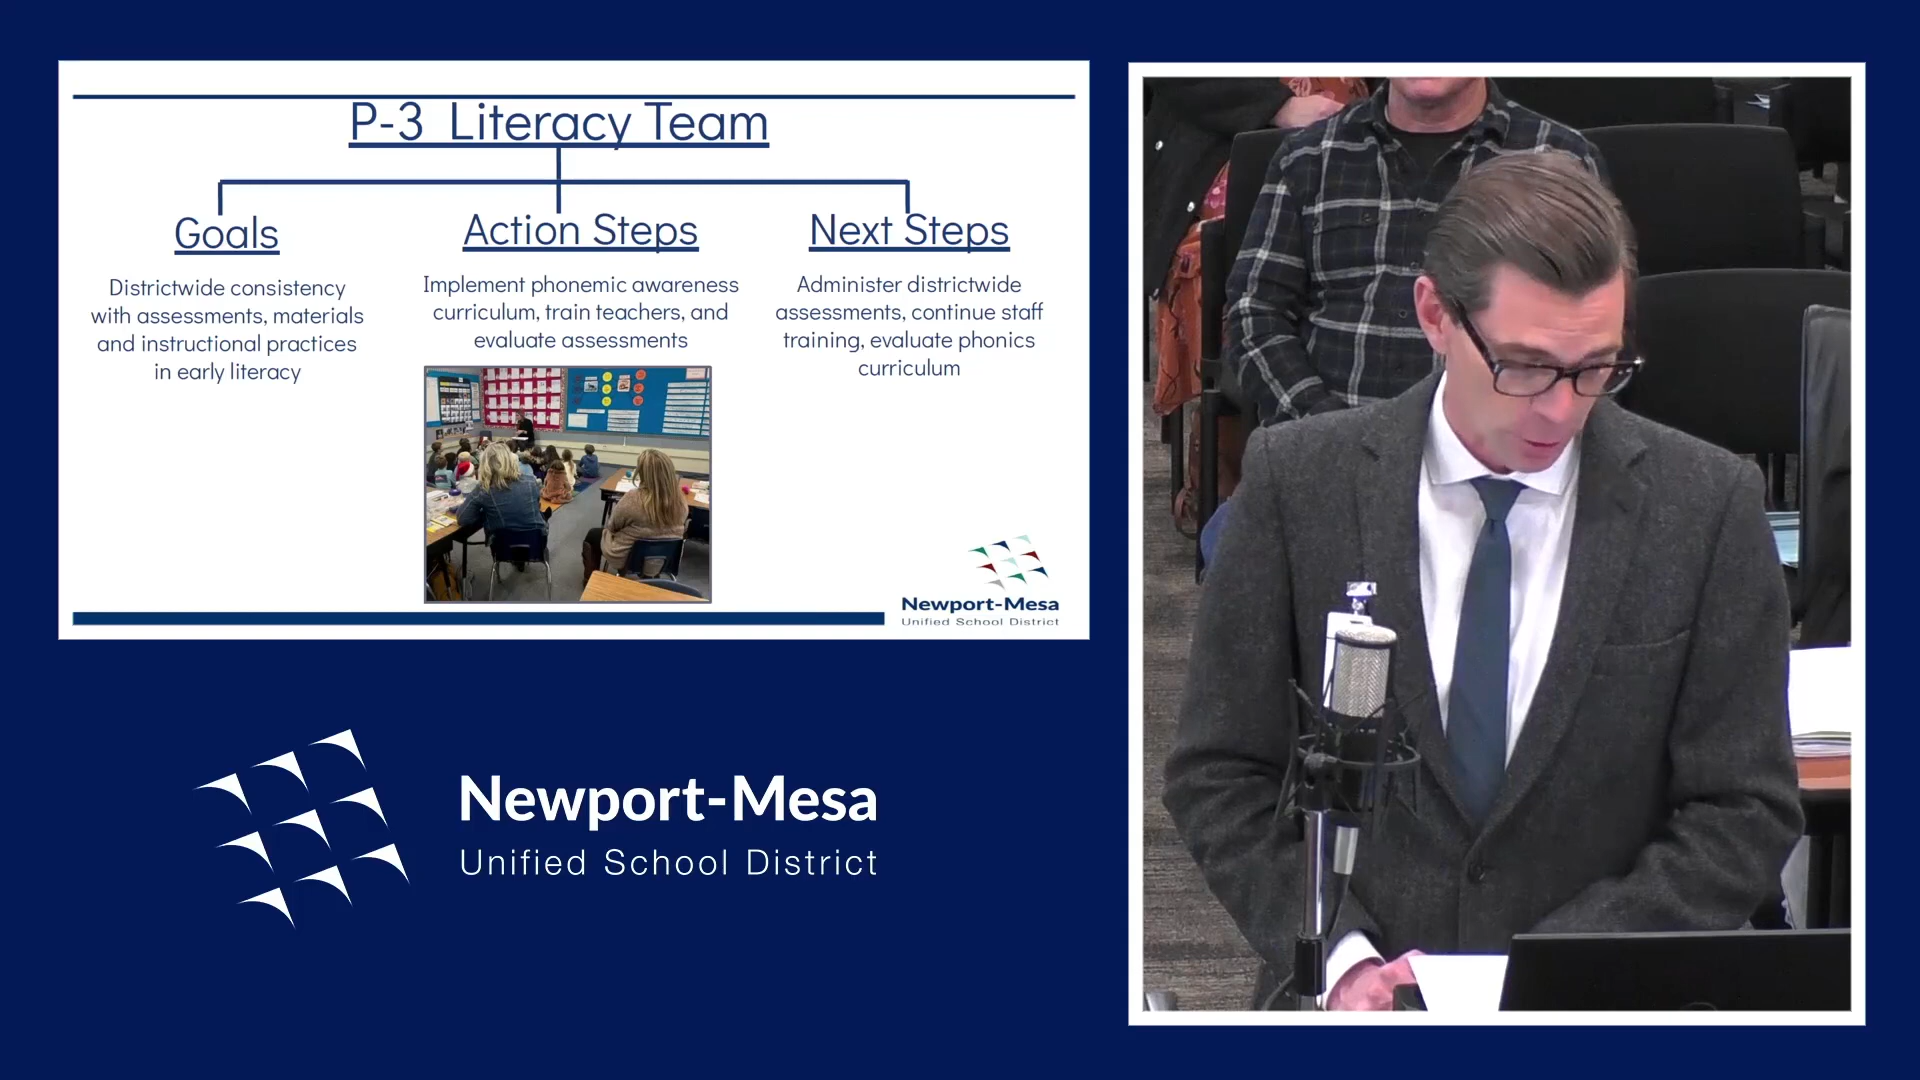 P-3 Literacy Team
Goals
Districtwide consistency
with assessments, materials
and instructional practices
in early literacy
Action Steps
Implement phonemic awareness
curriculum, train teachers, and
evaluate assessments
Next Steps
Administer districtwide
assessments, continue staff
training, evaluate phonics
curriculum
Newport-Mesa
Unified School District
Newport-Mesa
Unified School District